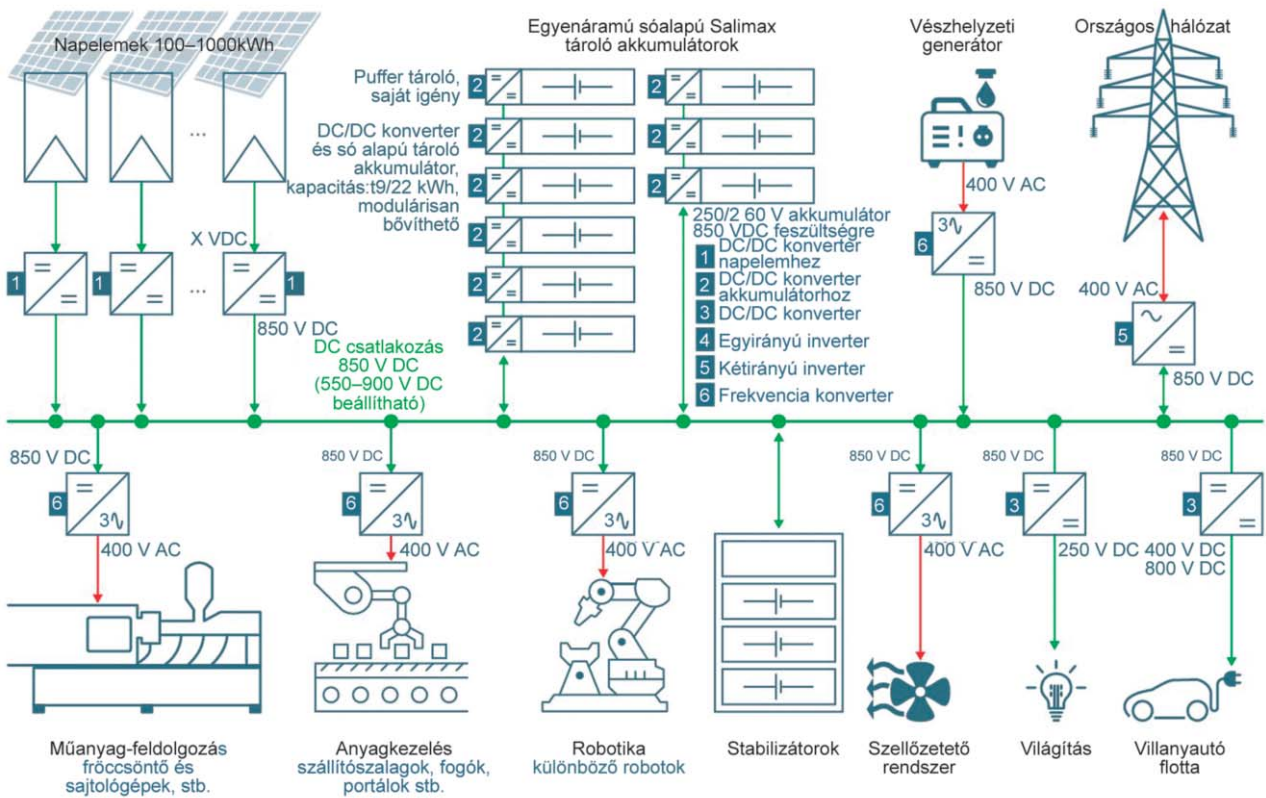 Napelemek 100–1000kWh
Egyenáramú sóalapú Salimax
tároló akkumulátorok
Vészhelyzeti
generátor
Országos hálózat
Puffer tároló,
saját igény
DC/DC konverter
és só alapú tároló
akkumulátor,
kapacitás:t9/22 kWh,
modulárisan
bővíthető
2
2
2
2
2
2
2
2
2
...
X VDC
1
1
...
1
850 V DC
DC csatlakozás
850 V DC
(550–900 V DC
beállítható)
250/2 60 V akkumulátor
850 VDC feszültségre
1 DC/DC konverter
napelemhez
2 DC/DC konverter
akkumulátorhoz
3 DC/DC konverter
4 Egyirányú inverter
5 Kétirányú inverter
6 Frekvencia konverter
400 V AC
6
3
850 V DC
400 V AC
5
850 V DC
850 V DC
6
3
400 V AC
850 V DC
6
3
400 V AC
850 V DC
6
3
400 V AC
850 V DC
6
3
400 V AC
850 V DC
3
250 V DC
850 V DC
3
400 V DC
800 V DC
Műanyag-feldolgozás
fröccsöntő és
sajtológépek, stb.
Anyagkezelés
szállítószalagok, fogók,
portálok stb.
Robotika
különböző robotok
Stabilizátorok
Szellőzetető
rendszer
Világítás
Villanyautó
flotta